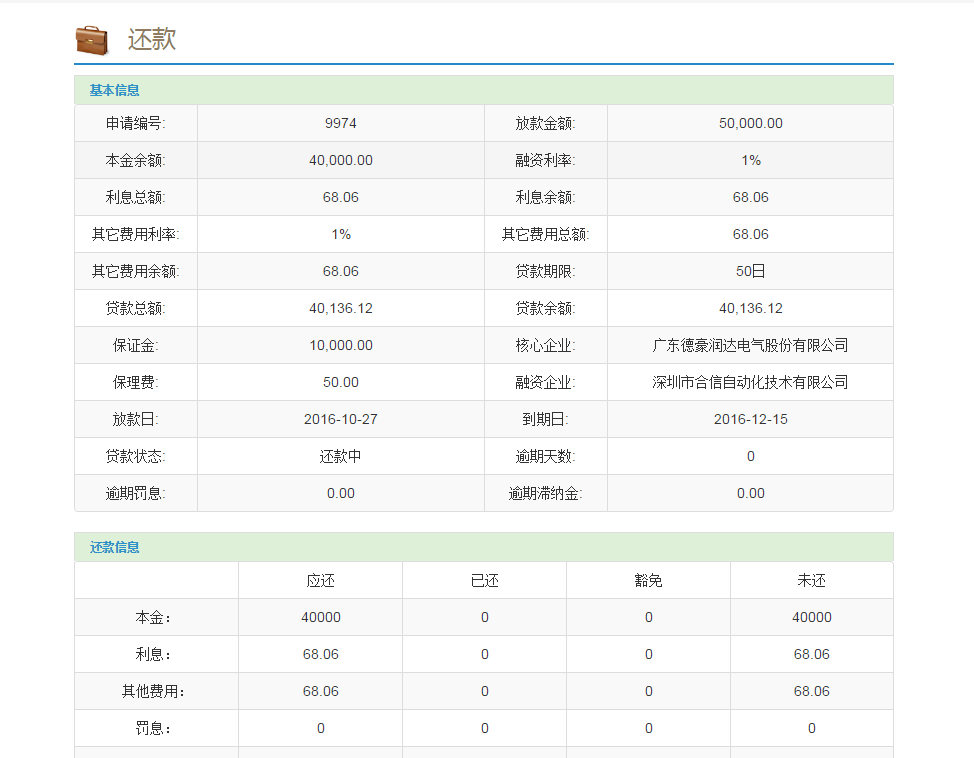 还款
基本信息
申请编号: 9974 放款金额: 50,000.00
本金余额: 40,000.00 融资利率: 1%
利息总额: 68.06 利息余额: 68.06
其它费用利率: 1% 其它费用总额: 68.06
其它费用余额: 68.06 贷款期限: 50日
贷款总额: 40,136.12 贷款余额: 40,136.12
保证金: 10,000.00 核心企业: 广东德豪润达电气股份有限公司
保理费: 50.00 融资企业: 深圳市合信自动化技术有限公司
放款日: 2016-10-27 到期日: 2016-12-15
贷款状态: 还款中 逾期天数: 0
逾期罚息: 0.00 逾期滞纳金: 0.00
还款信息
应还 已还 豁免 未还
本金： 40000 0 0 40000
利息： 68.06 0 0 68.06
其他费用： 68.06 0 0 68.06
罚息： 0 0 0 0